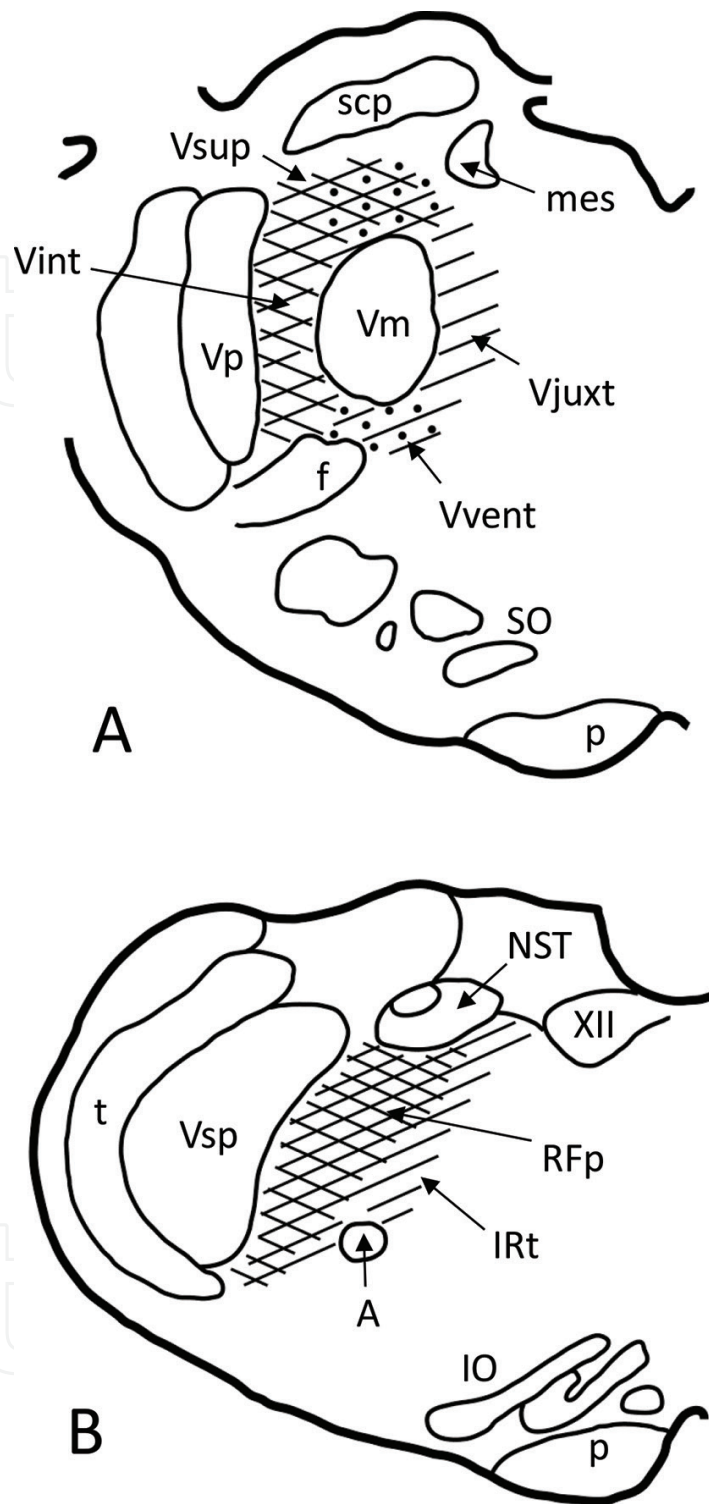 scp
Vsup
mes
Vint
Vm
Vp
Vjuxt
f
Vvent
SO
A
p
NST
XII
t
Vsp
RFp
IRt
A
IO
B
p